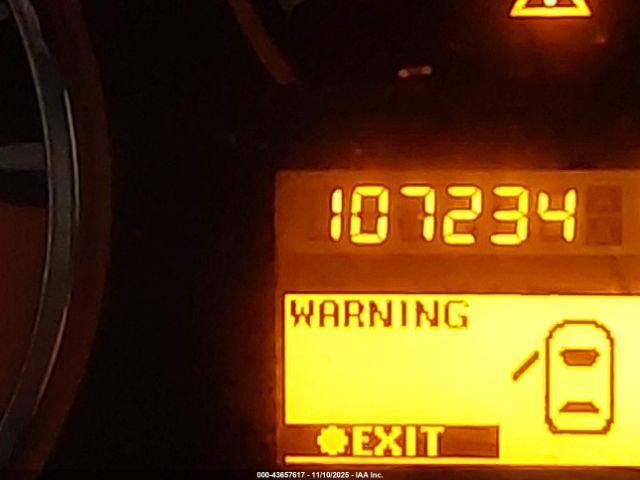 107234
WARNING
EXIT
000-43657617 - 11/10/2025 - IAA Inc.